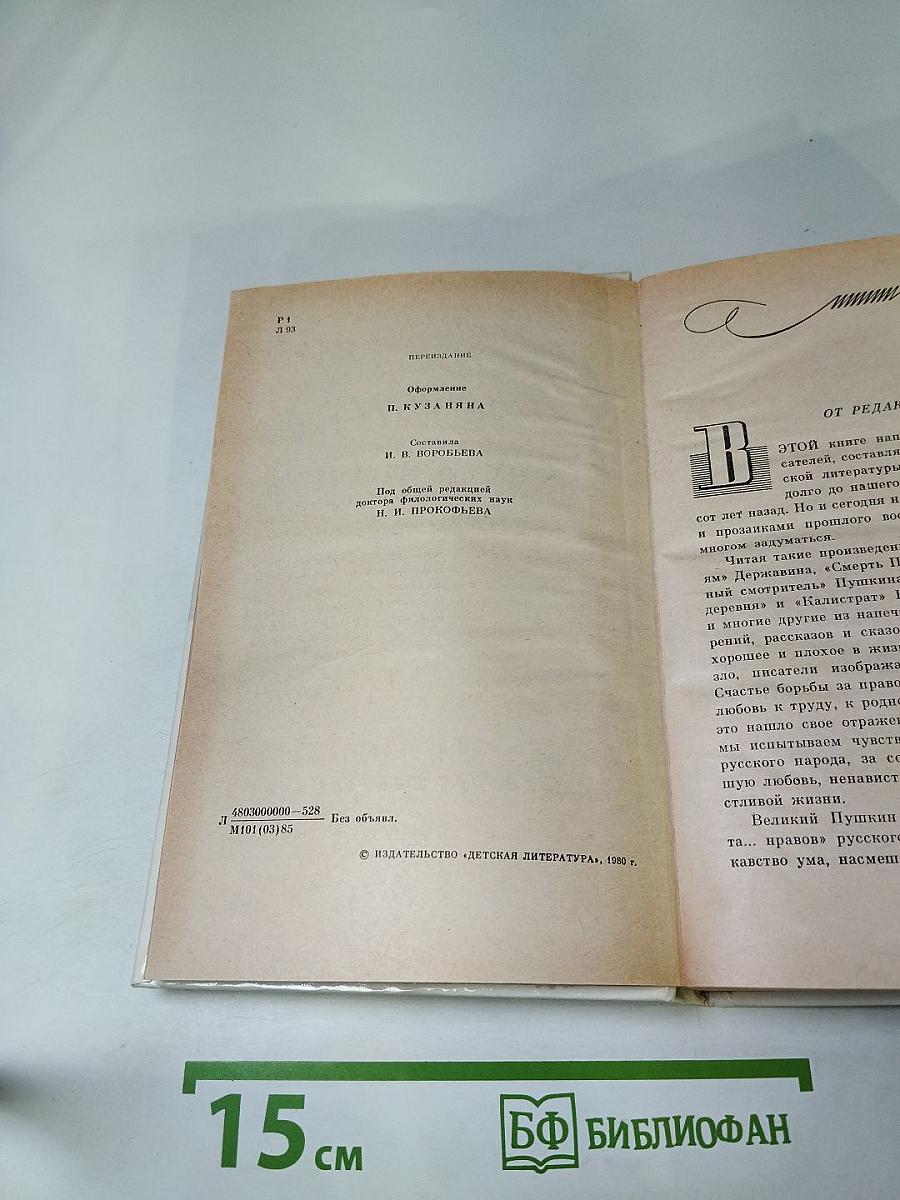 Р 1
Л 93
ПЕРЕИЗДАНИЕ
Оформление
П. КУЗАНЯНА
Составила
И. В. ВОРОБЬЕВА
Под общей редакцией
доктора филологических наук
Н. И. ПРОКОФЬЕВА
Л 4803000000—528
М101(03)85
Без объявл.
© ИЗДАТЕЛЬСТВО «ДЕТСКАЯ ЛИТЕРАТУРА», 1980 г.
ОТ РЕДАК
В ЭТОЙ книге нап
сателей, составля
ской литературы
долго до нашего
сот лет назад. Но и сегодня н
и прозаиками прошлого вос
многом задуматься.
Читая такие произведен
ям» Державина, «Смерть П
ный смотритель» Пушкина
деревня» и «Калистрат»
и многие другие из напеч
рений, рассказов и сказо
хорошее и плохое в жиз
зло, писатели изобража
Счастье борьбы за право
любовь к труду, к родно
это нашло свое отражен
мы испытываем чувств
русского народа, за со
шую любовь, ненавист
стливой жизни.
Великий Пушкин
та... нравов» русского
кавство ума, насмеш
15 см
БФ БИБЛИОФАН